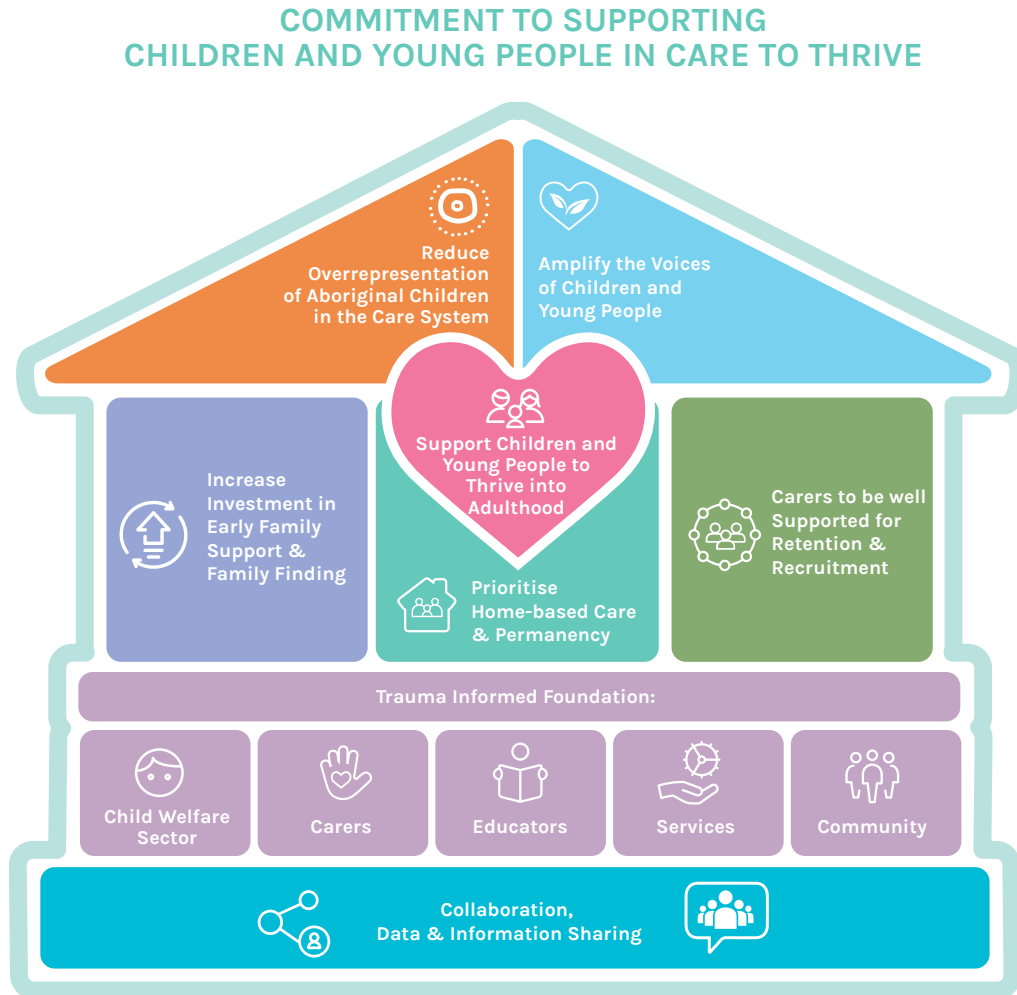 COMMITMENT TO SUPPORTING
CHILDREN AND YOUNG PEOPLE IN CARE TO THRIVE
Reduce
Overrepresentation
of Aboriginal Children
in the Care System
Amplify the Voices
of Children and
Young People
Support Children and
Young People to
Thrive into
Adulthood
Increase
Investment in
Early Family
Support &
Family Finding
Prioritise
Home-based Care
& Permanency
Carers to be well
Supported for
Retention &
Recruitment
Trauma Informed Foundation:
Child Welfare
Sector
Carers
Educators
Services
Community
Collaboration,
Data & Information Sharing